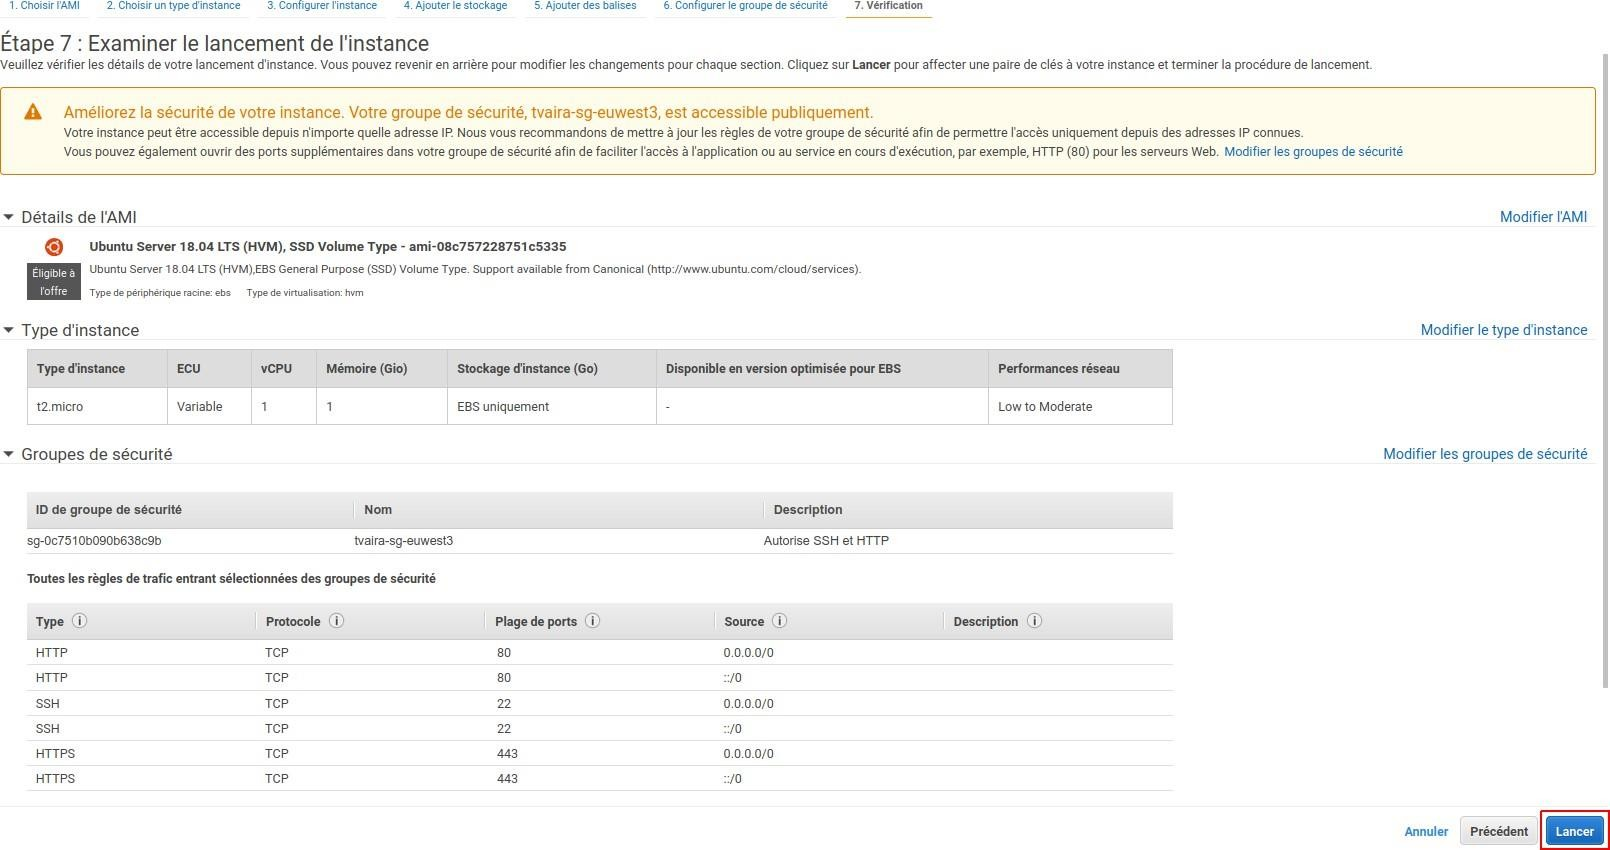 1. Choisir l'AMI 2. Choisir un type d'instance 3. Configurer l'instance 4. Ajouter le stockage 5. Ajouter des balises 6. Configurer le groupe de sécurité 7. Vérification
Étape 7 : Examiner le lancement de l'instance
Veuillez vérifier les détails de votre lancement d'instance. Vous pouvez revenir en arrière pour modifier les changements pour chaque section. Cliquez sur Lancer pour affecter une paire de clés à votre instance et terminer la procédure de lancement.
Améliorez la sécurité de votre instance. Votre groupe de sécurité, tvaira-sg-euwest3, est accessible publiquement.
Votre instance peut être accessible depuis n'importe quelle adresse IP. Nous vous recommandons de mettre à jour les règles de votre groupe de sécurité afin de permettre l'accès uniquement depuis des adresses IP connues.
Vous pouvez également ouvrir des ports supplémentaires dans votre groupe de sécurité afin de faciliter l'accès à l'application ou au service en cours d'exécution, par exemple, HTTP (80) pour les serveurs Web. Modifier les groupes de sécurité
Détails de l'AMI Modifier l'AMI
Ubuntu Server 18.04 LTS (HVM), SSD Volume Type - ami-08c757228751c5335
Éligible à
l'offre
Ubuntu Server 18.04 LTS (HVM),EBS General Purpose (SSD) Volume Type. Support available from Canonical (http://www.ubuntu.com/cloud/services).
Type de périphérique racine: ebs Type de virtualisation: hvm
Type d'instance Modifier le type d'instance
Type d'instance ECU vCPU Mémoire (Gio) Stockage d'instance (Go) Disponible en version optimisée pour EBS Performances réseau
t2.micro Variable 1 1 EBS uniquement - Low to Moderate
Groupes de sécurité Modifier les groupes de sécurité
ID de groupe de sécurité Nom Description
sg-0c7510b090b638c9b tvaira-sg-euwest3 Autorise SSH et HTTP
Toutes les règles de trafic entrant sélectionnées des groupes de sécurité
Type Protocole Plage de ports Source Description
HTTP TCP 80 0.0.0.0/0
HTTP TCP 80 ::/0
SSH TCP 22 0.0.0.0/0
SSH TCP 22 ::/0
HTTPS TCP 443 0.0.0.0/0
HTTPS TCP 443 ::/0
Annuler Précédent Lancer